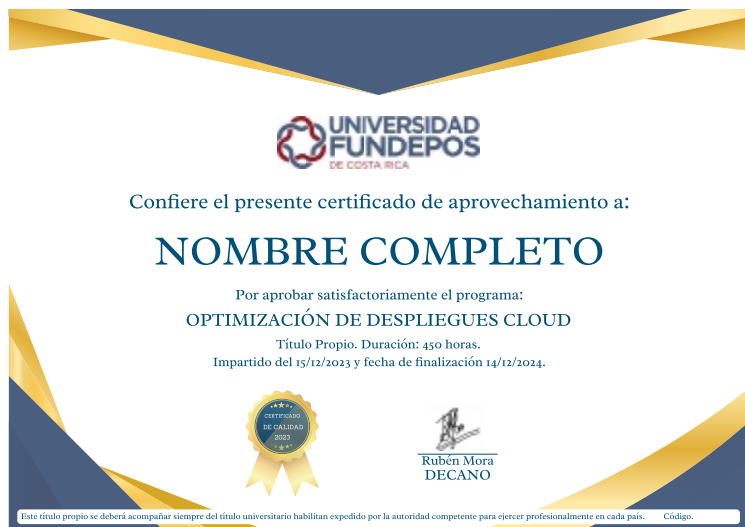 UNIVERSIDAD
FUNDEPOS
DE COSTA RICA
Confiere el presente certificado de aprovechamiento a:
NOMBRE COMPLETO
Por aprobar satisfactoriamente el programa:
OPTIMIZACIÓN DE DESPLIEGUES CLOUD
Título Propio. Duración: 450 horas.
Impartido del 15/12/2023 y fecha de finalización 14/12/2024.
CERTIFICADO
DE CALIDAD
2023
Rubén Mora
DECANO
Este título propio se deberá acompañar siempre del título universitario habilitan expedido por la autoridad competente para ejercer profesionalmente en cada país. Código.